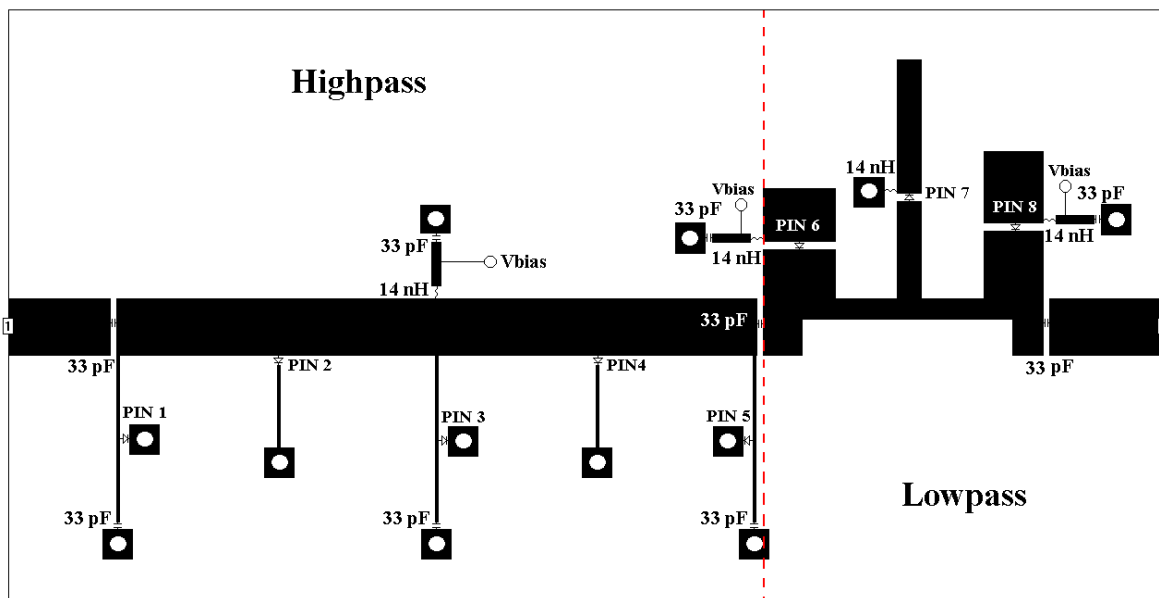 Highpass
14 nH
PIN 7
Vbias
Vbias
33 pF
33 pF
PIN 6
PIN 8
33 pF
Vbias
14 nH
14 nH
14 nH
1
33 pF
33 pF
PIN 2
PIN4
33 pF
PIN 1
PIN 3
PIN 5
Lowpass
33 pF
33 pF
33 pF